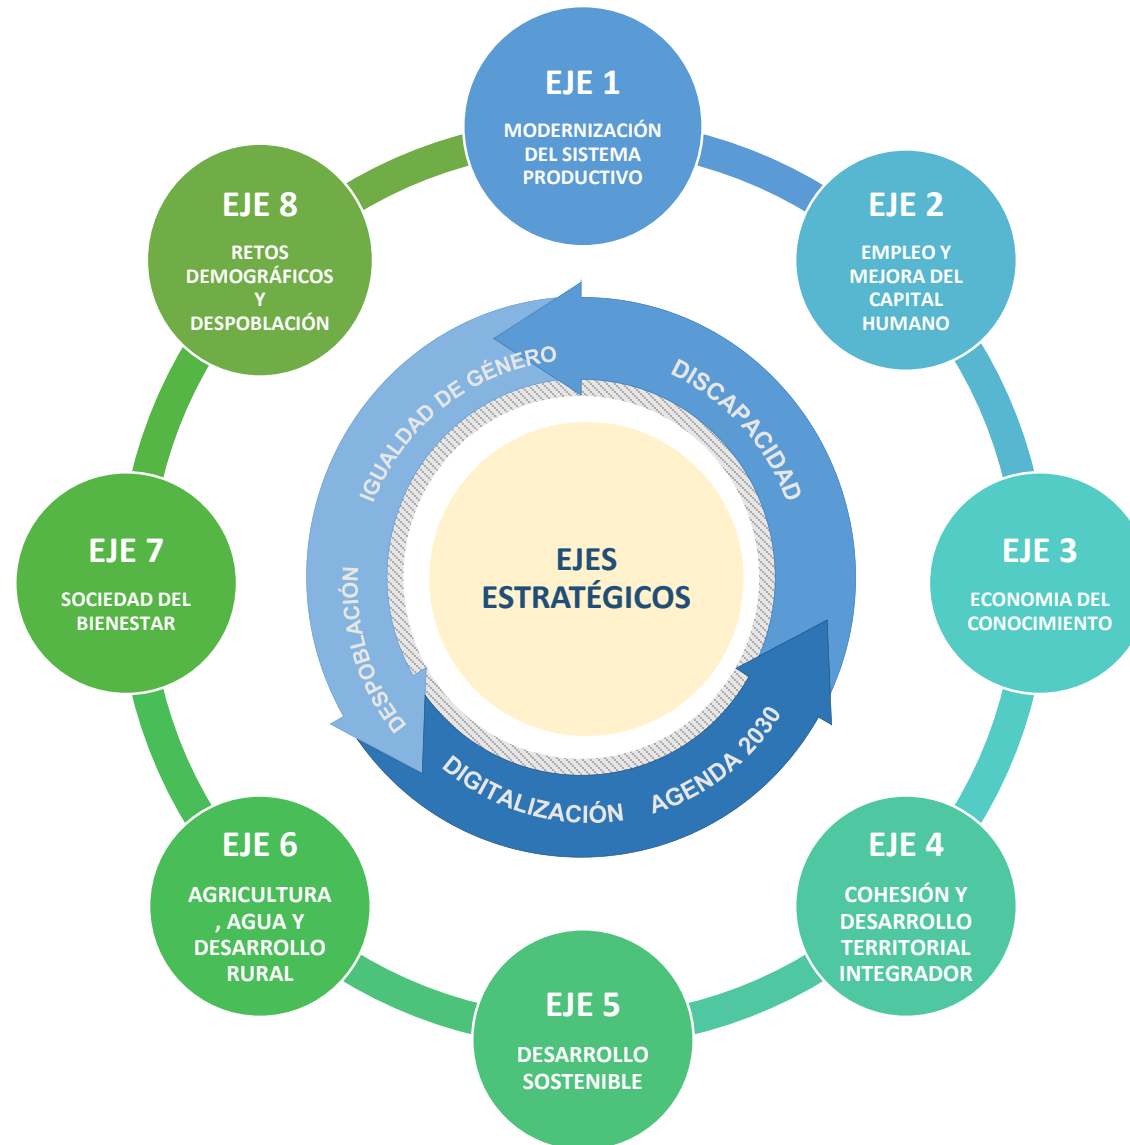 EJE 1
MODERNIZACIÓN
DEL SISTEMA
PRODUCTIVO
EJE 2
EMPLEO Y
MEJORA DEL
CAPITAL
HUMANO
EJE 3
ECONOMIA DEL
CONOCIMIENTO
EJE 4
COHESIÓN Y
DESARROLLO
TERRITORIAL
INTEGRADOR
EJE 5
DESARROLLO
SOSTENIBLE
EJE 6
AGRICULTURA
, AGUA Y
DESARROLLO
RURAL
EJE 7
SOCIEDAD DEL
BIENESTAR
EJE 8
RETOS
DEMOGRÁFICOS
Y
DESPOBLACIÓN
IGUALDAD DE GÉNERO
DISCAPACIDAD
DESPOBLACIÓN
DIGITALIZACIÓN
AGENDA 2030
EJES
ESTRATÉGICOS